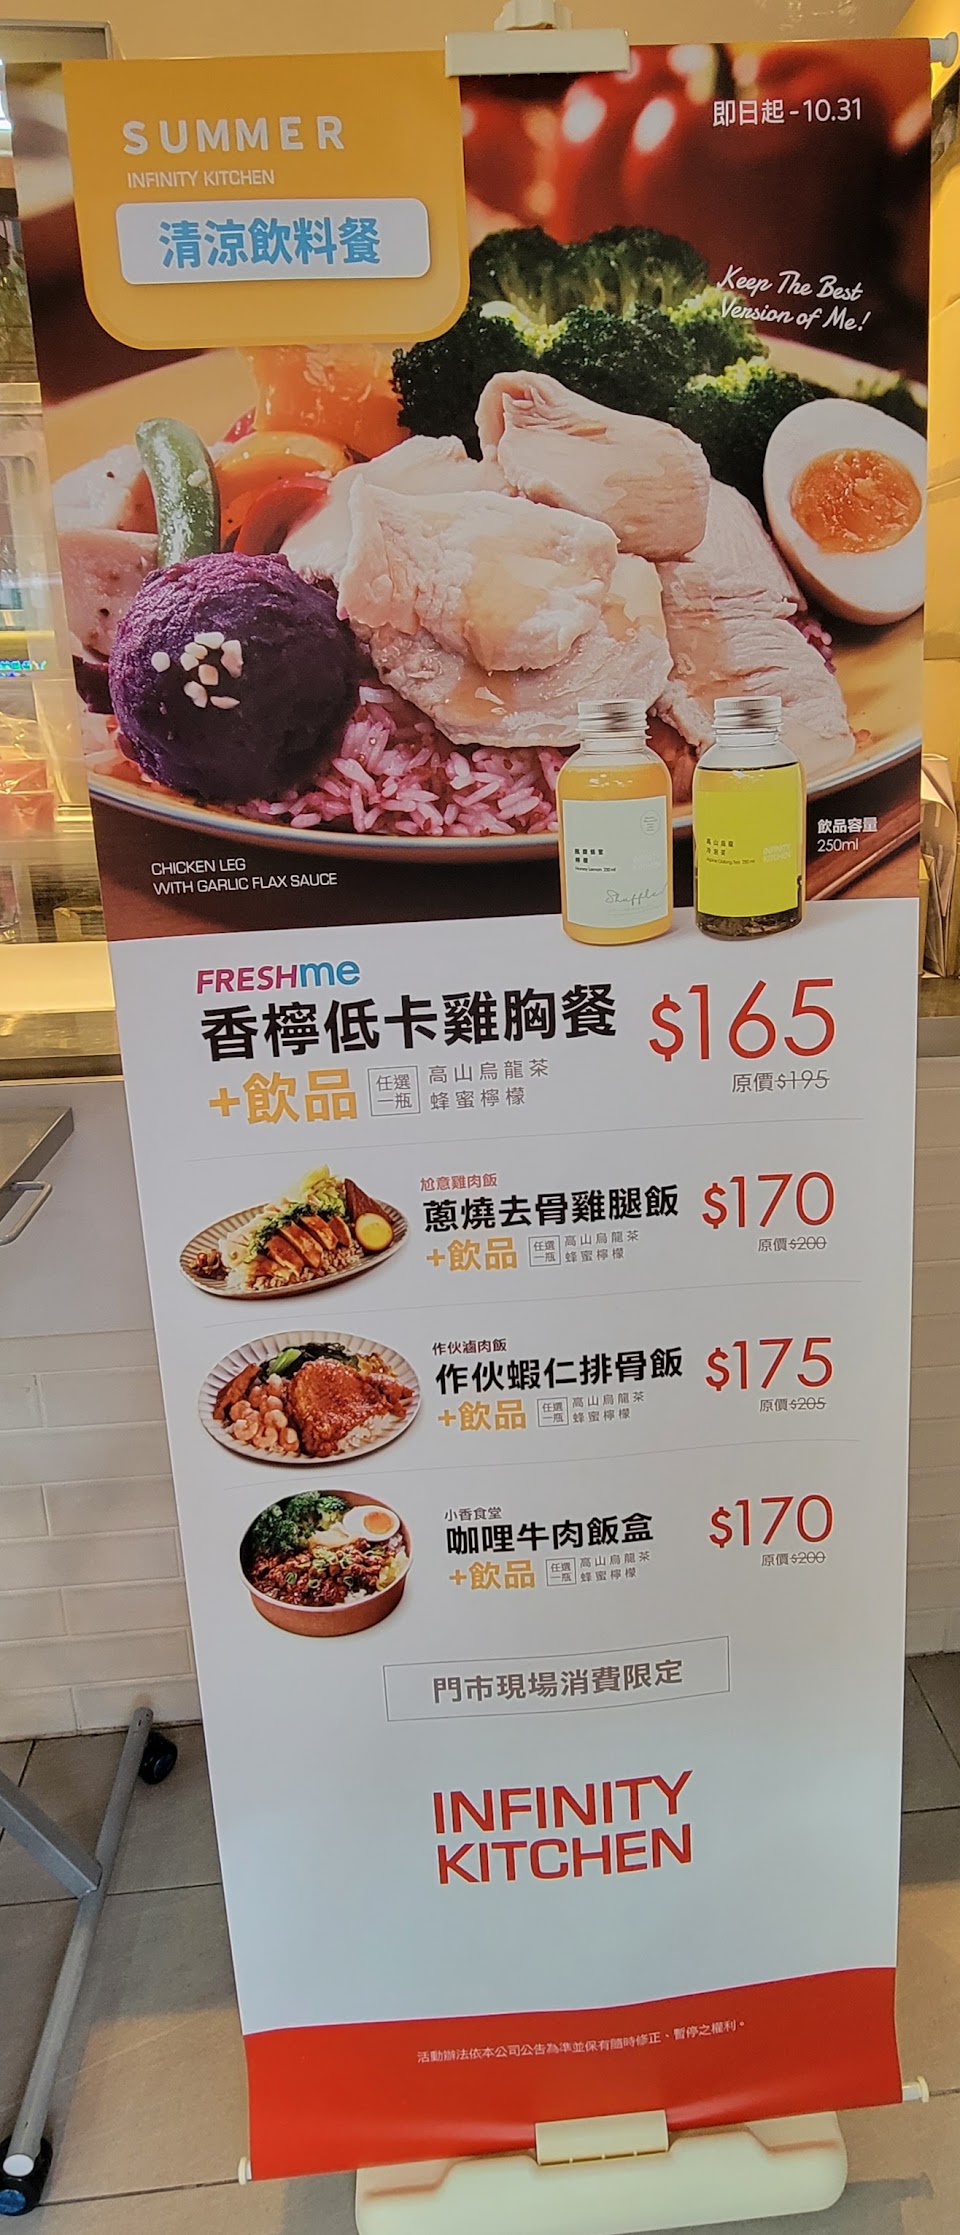 SUMMER
INFINITY KITCHEN
清涼飲料餐
即日起-10.31
Keep The Best
Version of Me!
CHICKEN LEG
WITH GARLIC FLAX SAUCE
Shuffle
飲品容量
250ml
FRESHme
香檸低卡雞胸餐
$165
原價$195
+飲品 任選一瓶 高山烏龍茶 蜂蜜檸檬
尬意雞肉飯
蔥燒去骨雞腿飯
$170
原價$200
+飲品 任選一瓶 高山烏龍茶 蜂蜜檸檬
作伙滷肉飯
作伙蝦仁排骨飯
$175
原價$205
+飲品 任選一瓶 高山烏龍茶 蜂蜜檸檬
小香食堂
咖哩牛肉飯盒
$170
原價$200
+飲品 任選一瓶 高山烏龍茶 蜂蜜檸檬
門市現場消費限定
INFINITY
KITCHEN
活動辦法依本公司公告為準並保有隨時修正、暫停之權利。